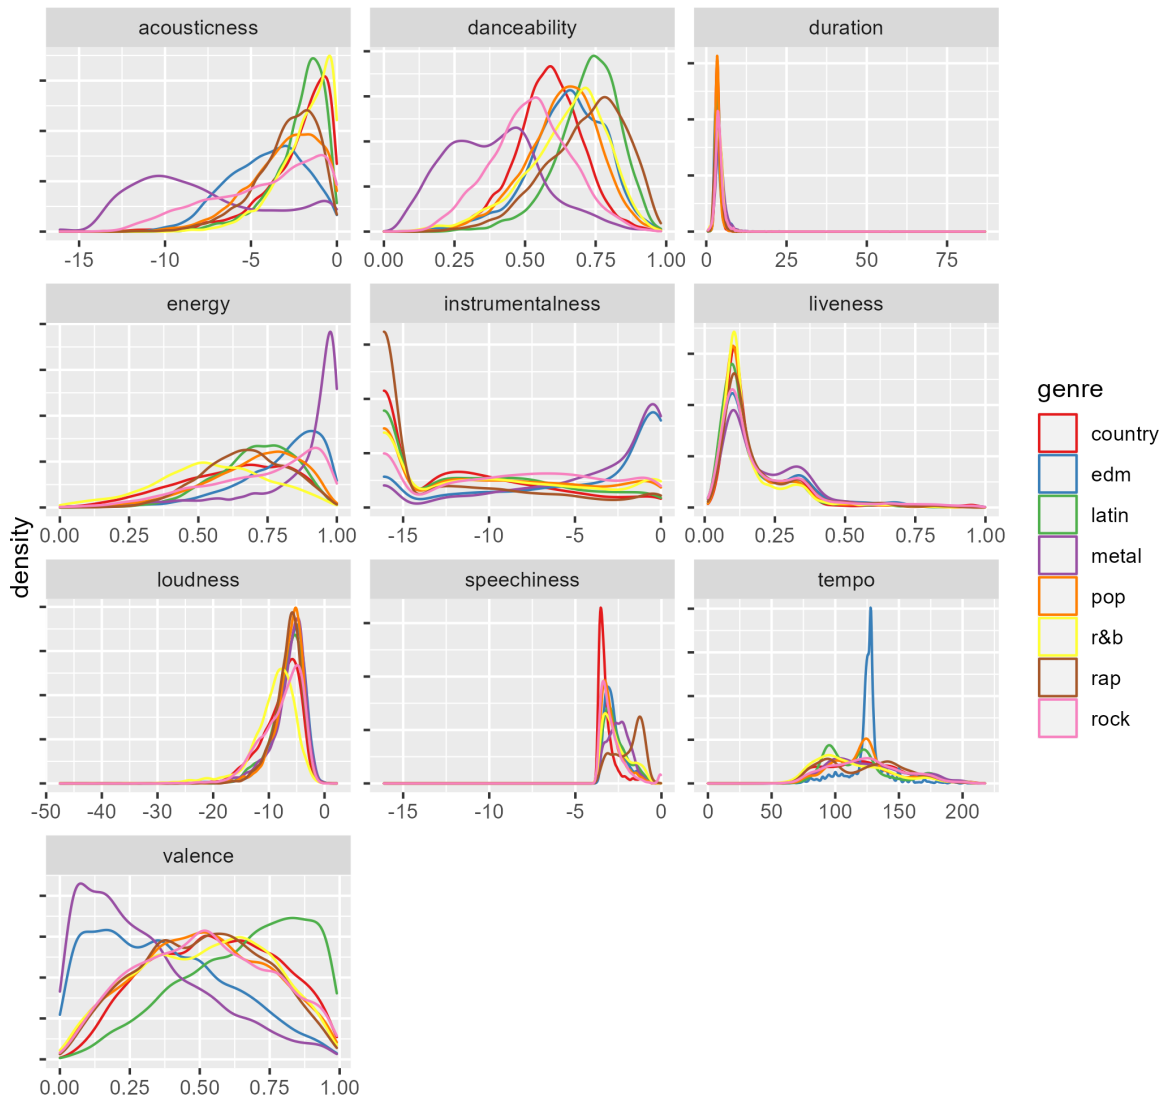 acousticness danceability duration
-15 -10 -5 0 0.00 0.25 0.50 0.75 1.00 0 25 50 75
energy instrumentalness liveness
0.00 0.25 0.50 0.75 1.00 -15 -10 -5 0 0.00 0.25 0.50 0.75 1.00
loudness speechiness tempo
-50 -40 -30 -20 -10 0 -15 -10 -5 0 0 50 100 150 200
valence
0.00 0.25 0.50 0.75 1.00
density
genre
country
edm
latin
metal
pop
r&b
rap
rock